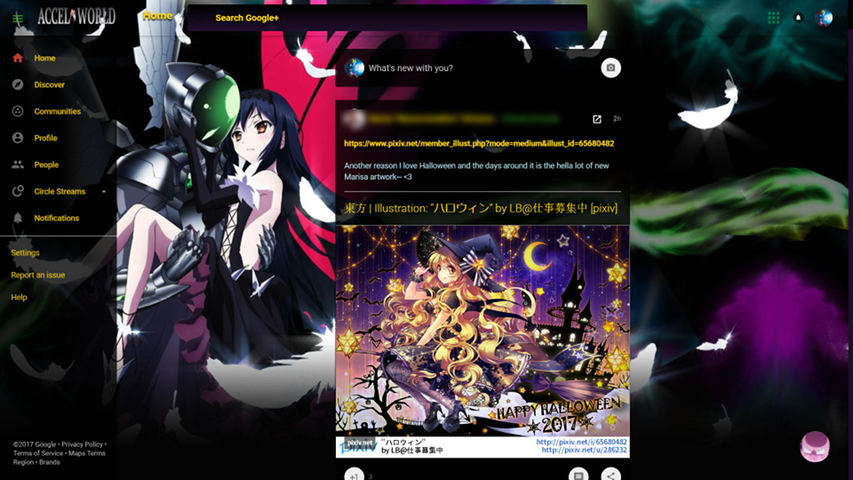 ACCEL WORLD
Home
Search Google+
Home
Discover
Communities
Profile
People
Circle Streams
Notifications
Settings
Report an issue
Help
©2017 Google • Privacy Policy •
Terms of Service • Maps Terms
Region • Brands
What's new with you?
2h
https://www.pixiv.net/member_illust.php?mode=medium&illust_id=65680482
Another reason I love Halloween and the days around it is the hella lot of new
Marisa artwork~ <3
東方 | Illustration: "ハロウィン" by LB@仕事募集中 [pixiv]
HAPPY HALLOWEEN
2017
pixiv.net
pixiv
"ハロウィン"
by LB@仕事募集中
http://pixiv.net/i/65680482
http://pixiv.net/u/286232
+1
3